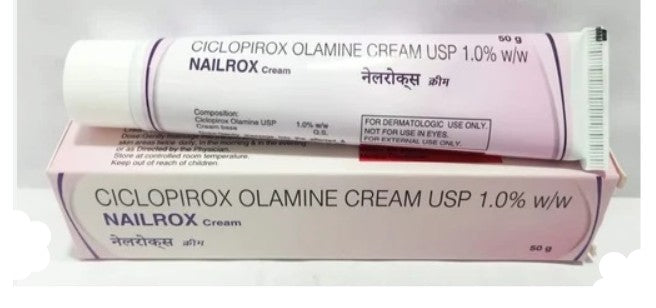 50 g
CICLOPIROX OLAMINE CREAM USP 1.0% w/w
NAILROX Cream नेलरोक्स क्रीम
Composition:
Ciclopirox Olamine USP 1.0% w/w
Cream base Q.S.
FOR DERMATOLOGIC USE ONLY.
NOT FOR USE IN EYES.
FOR EXTERNAL USE ONLY.
skin areas twice daily, in the morning & in the evening
or as Directed by the Physician.
Store at controlled room temperature.
Keep out of reach of children.
CICLOPIROX OLAMINE CREAM USP 1.0% w/w
NAILROX Cream
नेलरोक्स क्रीम
50 g